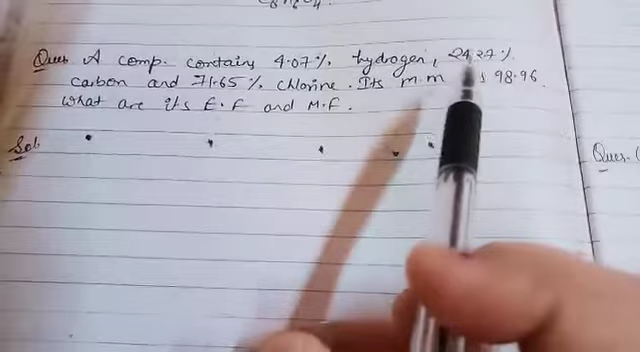 Ques A comp. contains 4.07% hydrogen, 24.27%
carbon and 71.65% chlorine. Its m.m s 98.96.
What are its E.F and M.F.
Sol.
Ques.